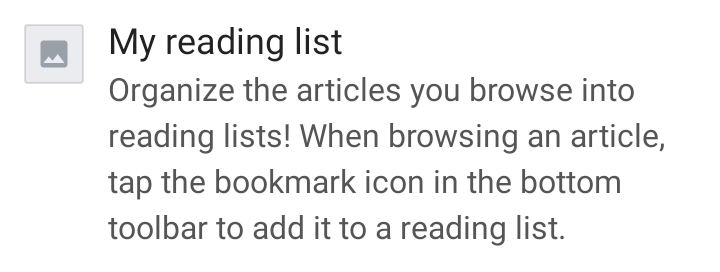 My reading list
Organize the articles you browse into
reading lists! When browsing an article,
tap the bookmark icon in the bottom
toolbar to add it to a reading list.